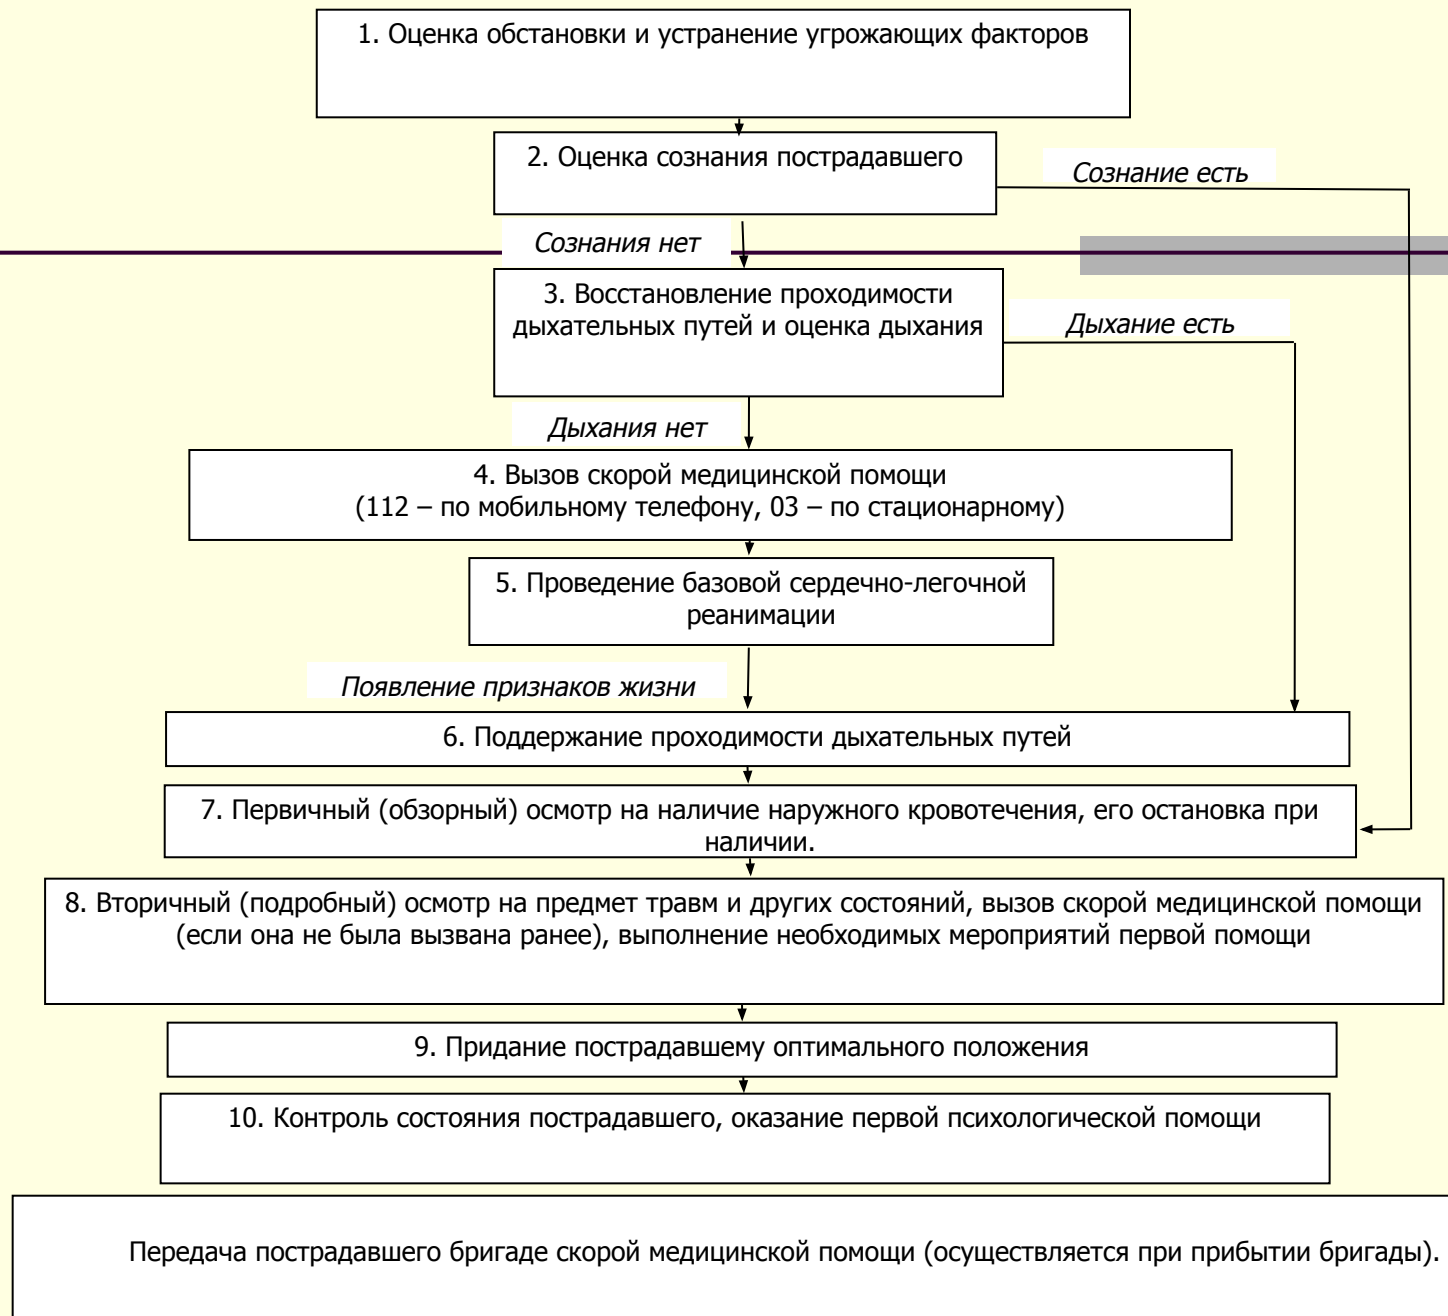 1. Оценка обстановки и устранение угрожающих факторов
2. Оценка сознания пострадавшего
Сознание есть
Сознания нет
3. Восстановление проходимости
дыхательных путей и оценка дыхания
Дыхание есть
Дыхания нет
4. Вызов скорой медицинской помощи
(112 – по мобильному телефону, 03 – по стационарному)
5. Проведение базовой сердечно-легочной
реанимации
Появление признаков жизни
6. Поддержание проходимости дыхательных путей
7. Первичный (обзорный) осмотр на наличие наружного кровотечения, его остановка при
наличии.
8. Вторичный (подробный) осмотр на предмет травм и других состояний, вызов скорой медицинской помощи
(если она не была вызвана ранее), выполнение необходимых мероприятий первой помощи
9. Придание пострадавшему оптимального положения
10. Контроль состояния пострадавшего, оказание первой психологической помощи
Передача пострадавшего бригаде скорой медицинской помощи (осуществляется при прибытии бригады).